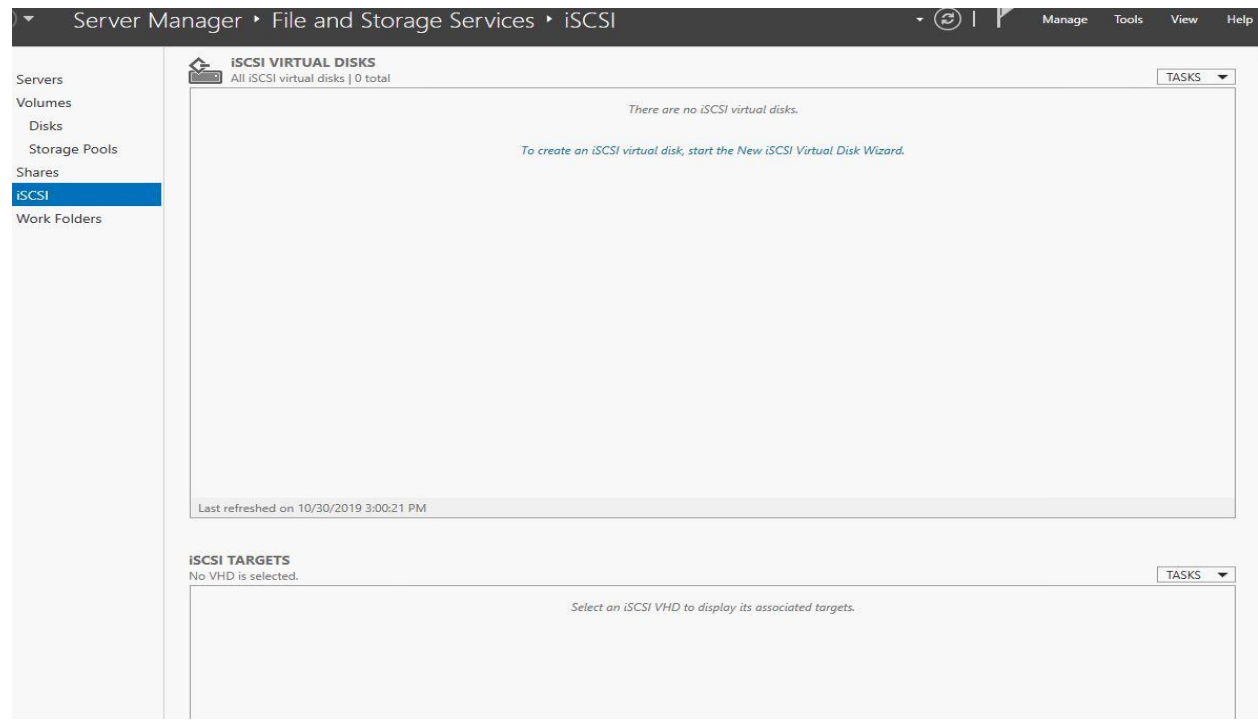 Server Manager ‣ File and Storage Services ‣ iSCSI
Manage Tools View Help
Servers
Volumes
Disks
Storage Pools
Shares
iSCSI
Work Folders
iSCSI VIRTUAL DISKS
All iSCSI virtual disks | 0 total
TASKS
There are no iSCSI virtual disks.
To create an iSCSI virtual disk, start the New iSCSI Virtual Disk Wizard.
Last refreshed on 10/30/2019 3:00:21 PM
iSCSI TARGETS
No VHD is selected.
TASKS
Select an iSCSI VHD to display its associated targets.